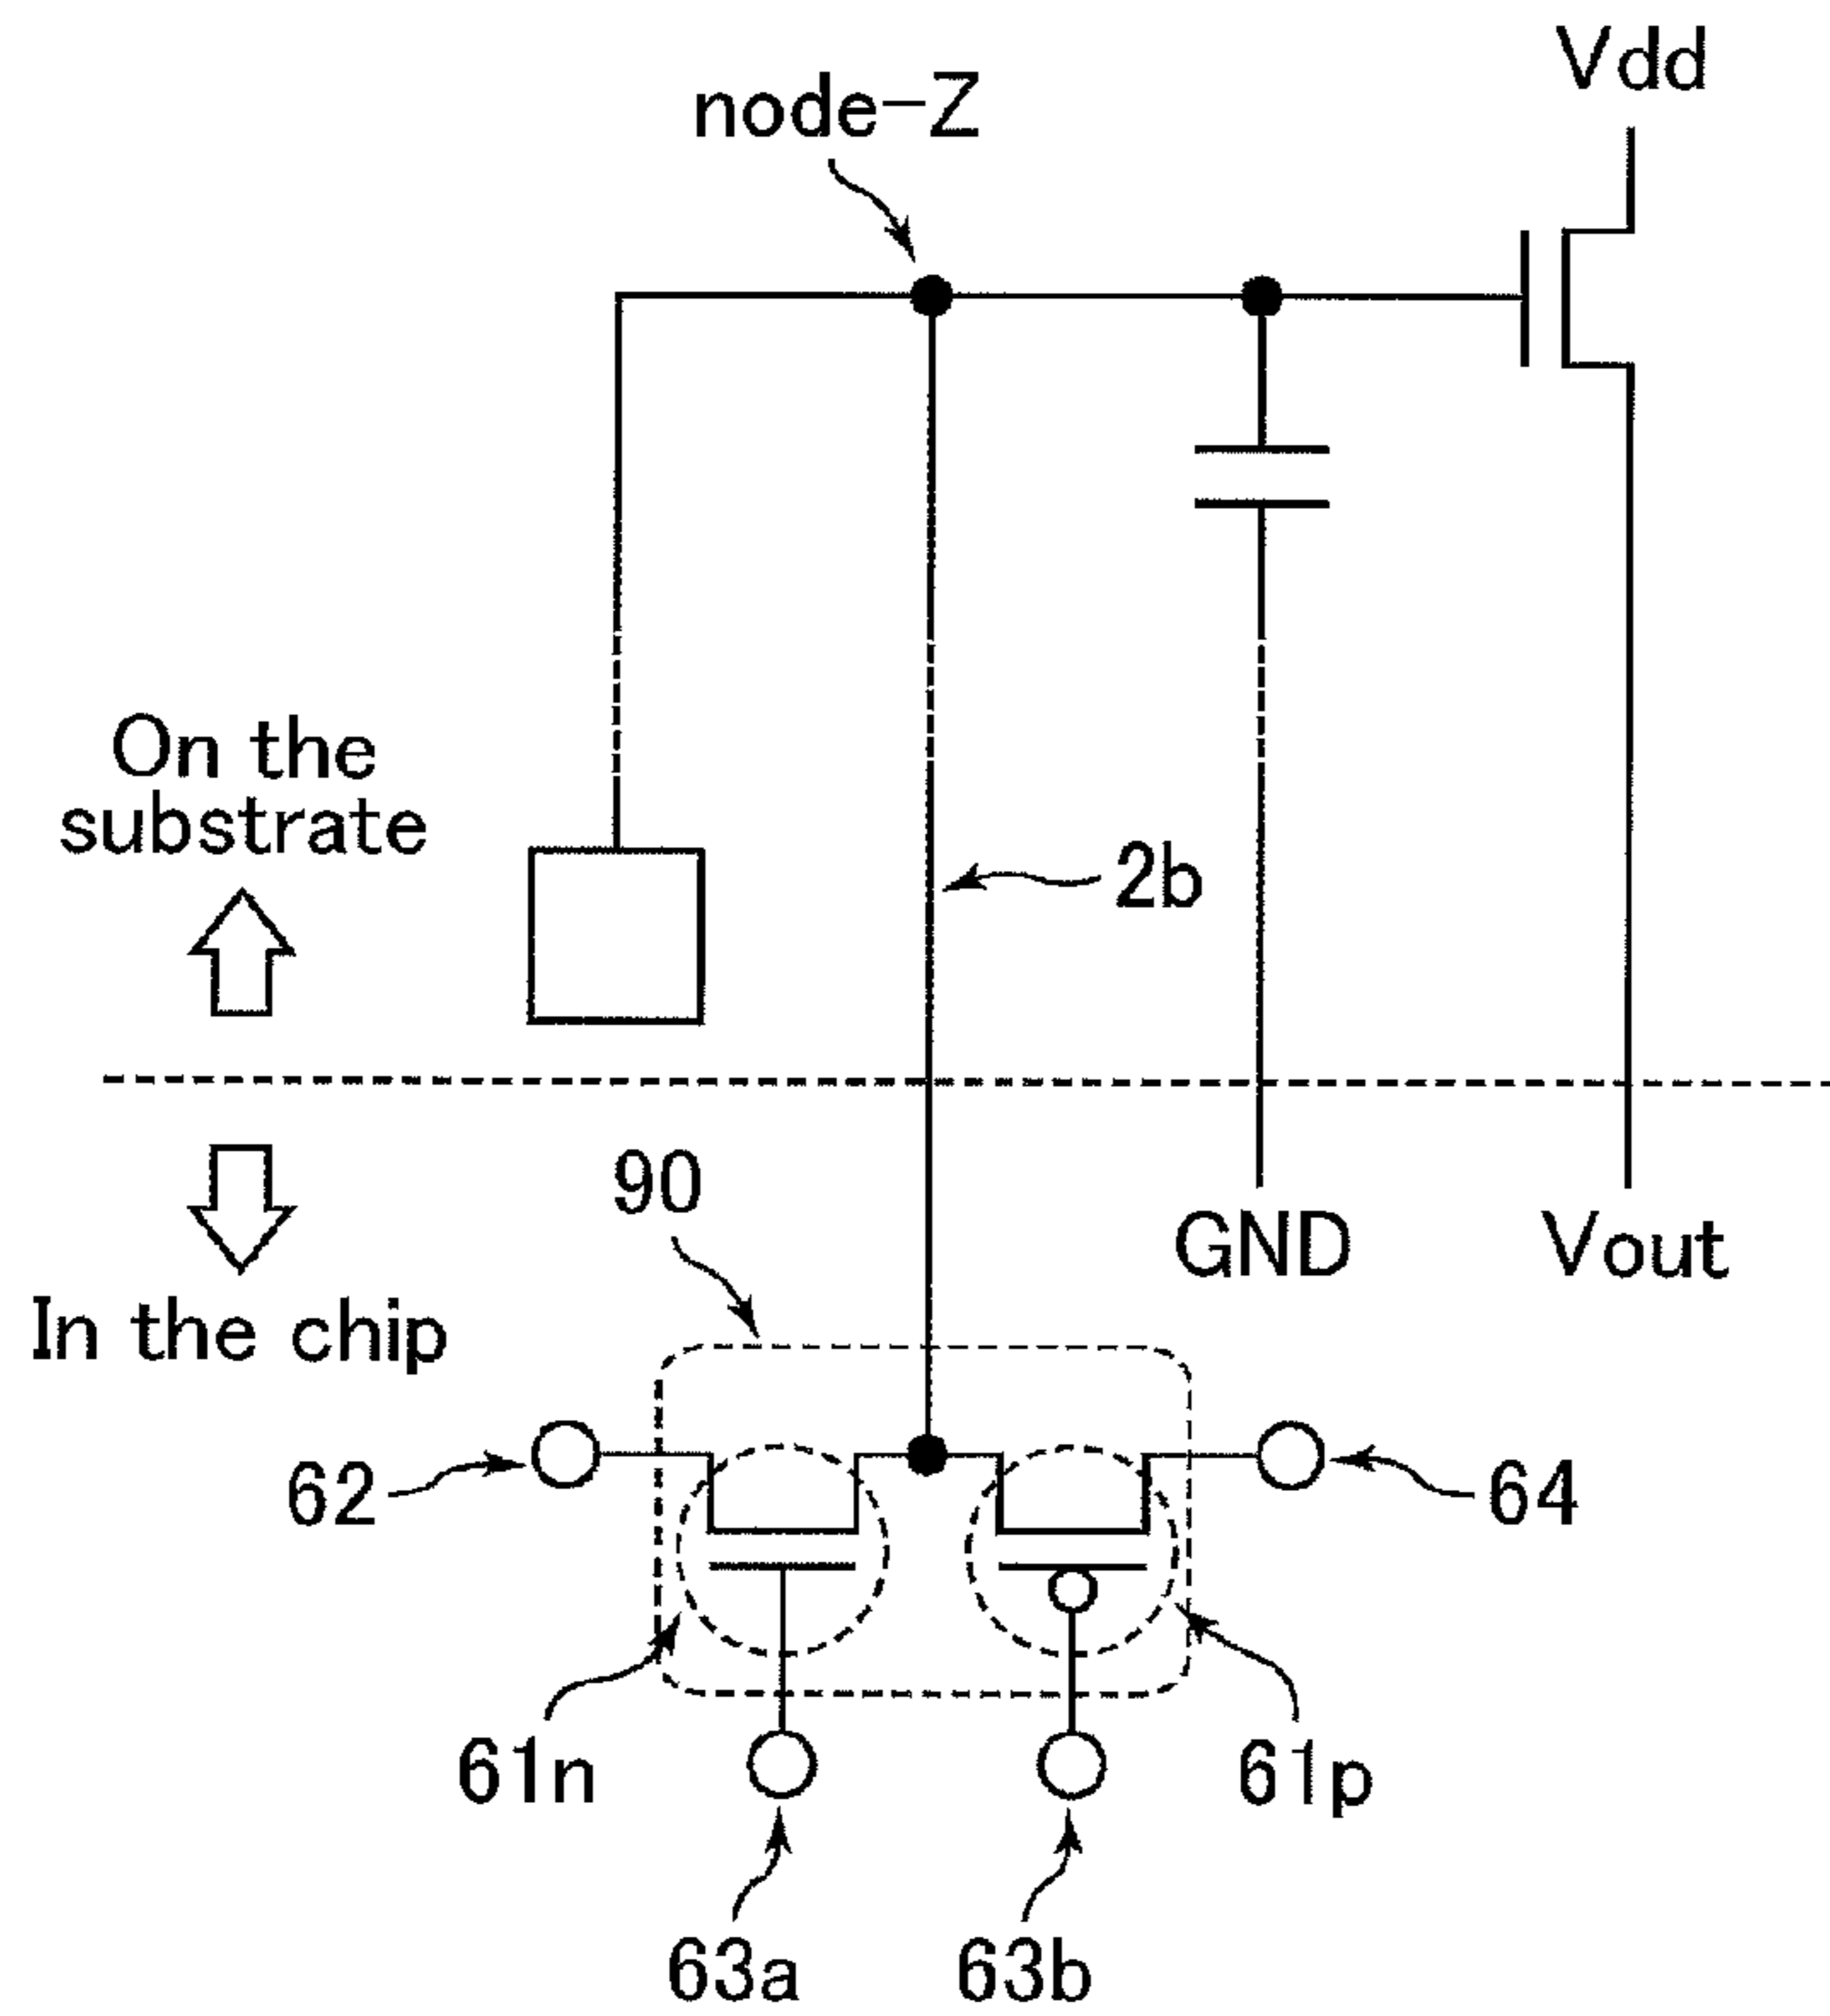 Vdd
node-Z
On the
substrate
2b
90
GND
Vout
In the chip
62
64
61n
61p
63a
63b